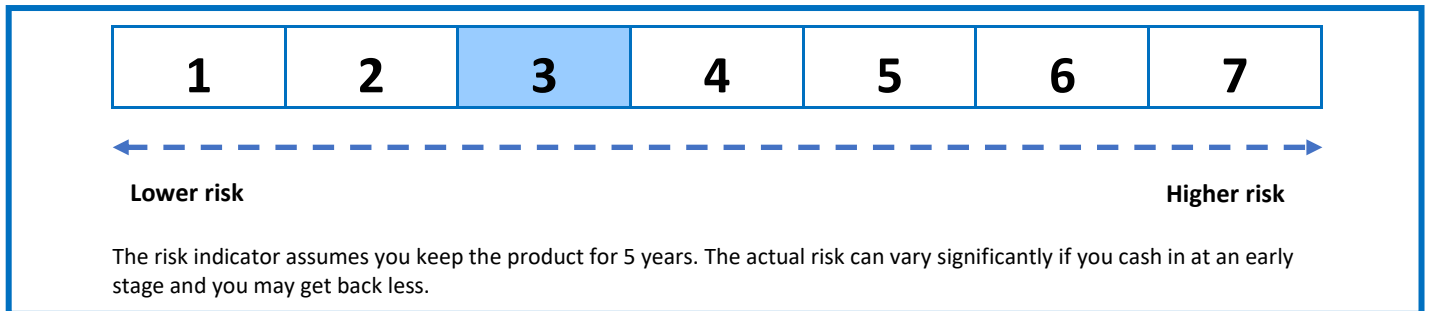 1 2 3 4 5 6 7
Lower risk Higher risk
The risk indicator assumes you keep the product for 5 years. The actual risk can vary significantly if you cash in at an early
stage and you may get back less.